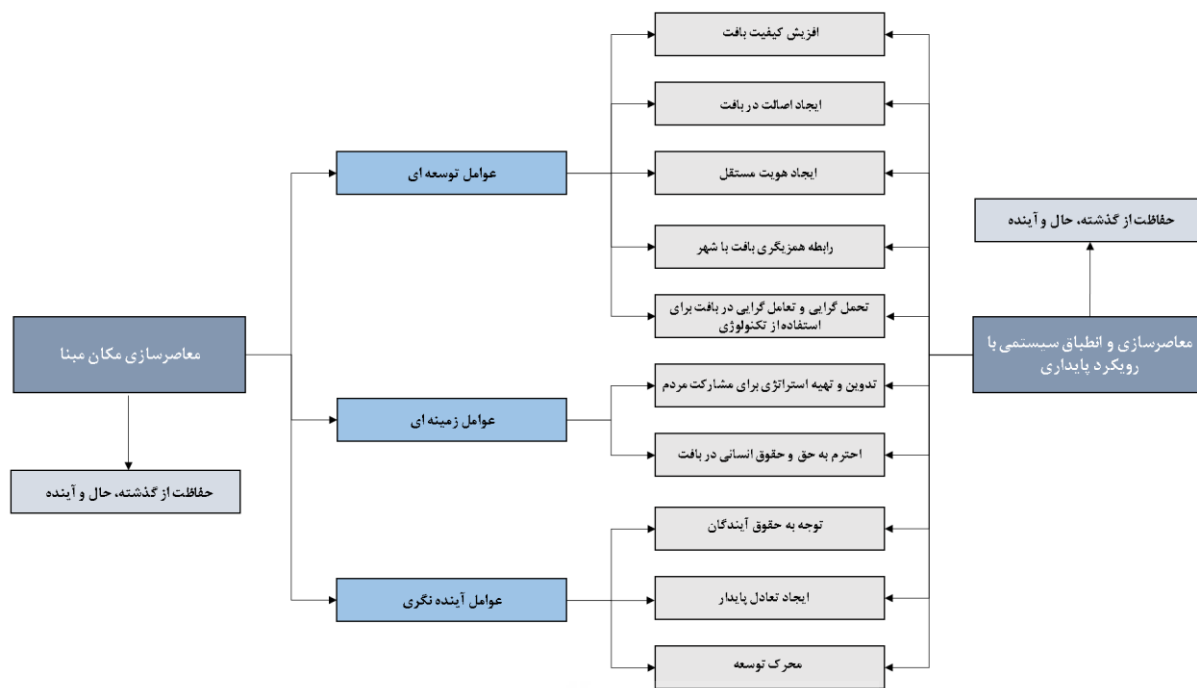 معاصرسازی مکان مبنا
حفاظت از گذشته، حال و آینده
عوامل توسعه ای
عوامل زمینه ای
عوامل آینده نگری
افزیش کیفیت بافت
ایجاد اصالت در بافت
ایجاد هویت مستقل
رابطه همزیگری بافت با شهر
تحمل گرایی و تعامل گرایی در بافت برای
استفاده از تکنولوژی
تدوین و تهیه استراتژی برای مشارکت مردم
احترم به حق و حقوق انسانی در بافت
توجه به حقوق آیندگان
ایجاد تعادل پایدار
محرک توسعه
حفاظت از گذشته، حال و آینده
معاصرسازی و انطباق سیستمی با
رویکرد پایداری